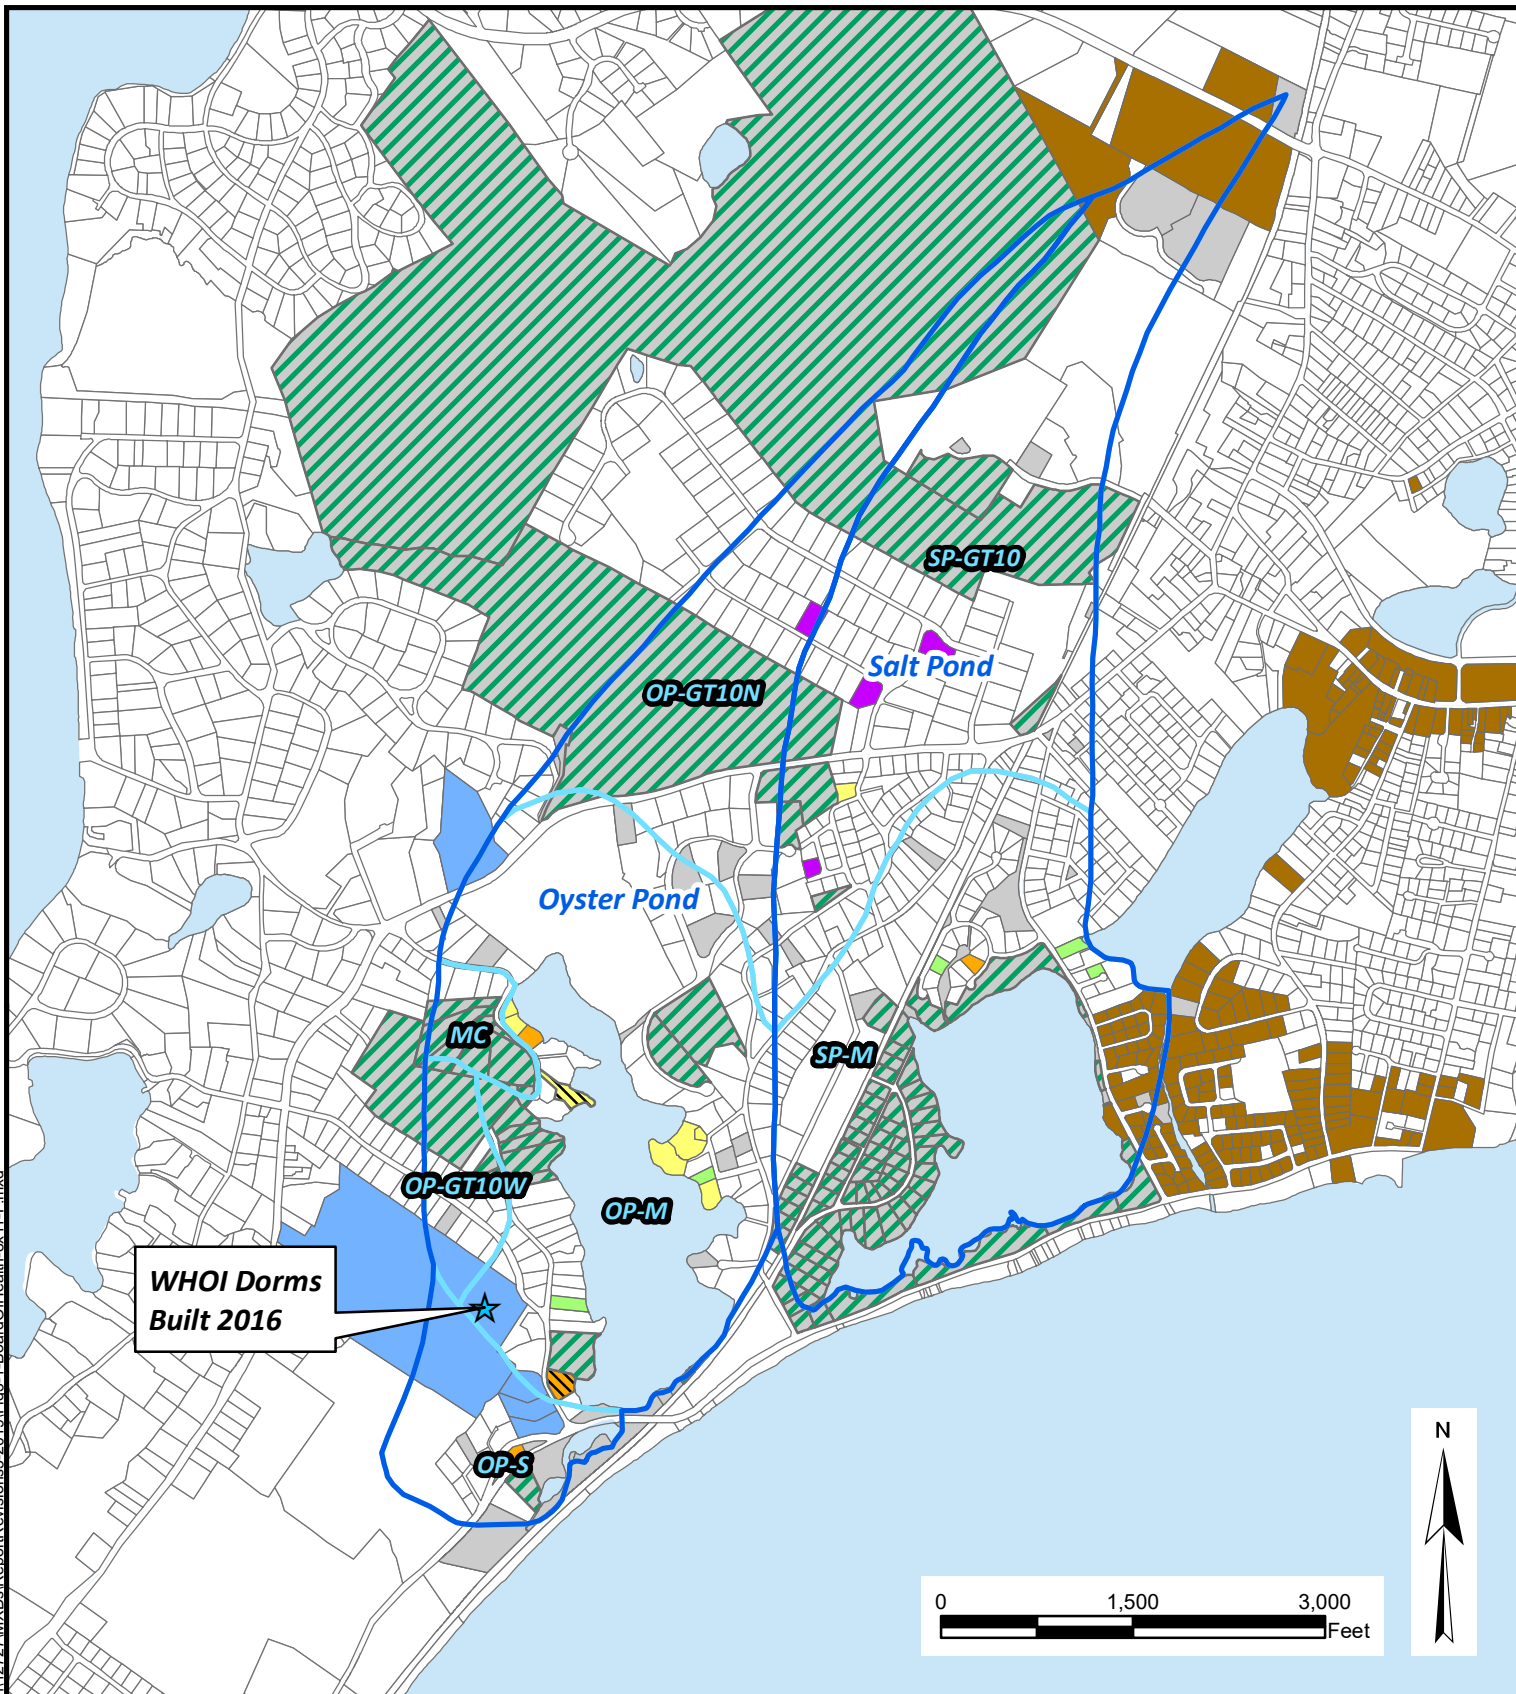 SP-GT10
Salt Pond
OP-GT10N
Oyster Pond
MC
SP-M
OP-GT10W
OP-M
WHOI Dorms
Built 2016
OP-S
N
0 1,500 3,000
Feet